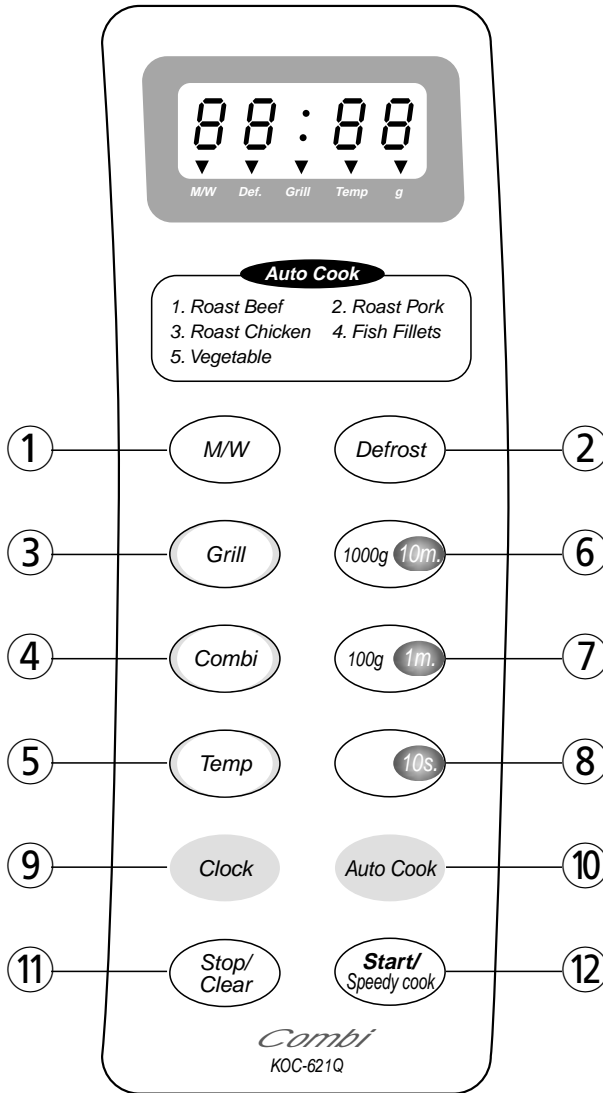 88:88
M/W Def. Grill Temp g
Auto Cook
1. Roast Beef 2. Roast Pork
3. Roast Chicken 4. Fish Fillets
5. Vegetable
1 M/W Defrost 2
3 Grill 1000g 10m. 6
4 Combi 100g 1m. 7
5 Temp 10s. 8
9 Clock Auto Cook 10
11 Stop/
Clear
Start/
Speedy cook 12
Combi
KOC-621Q